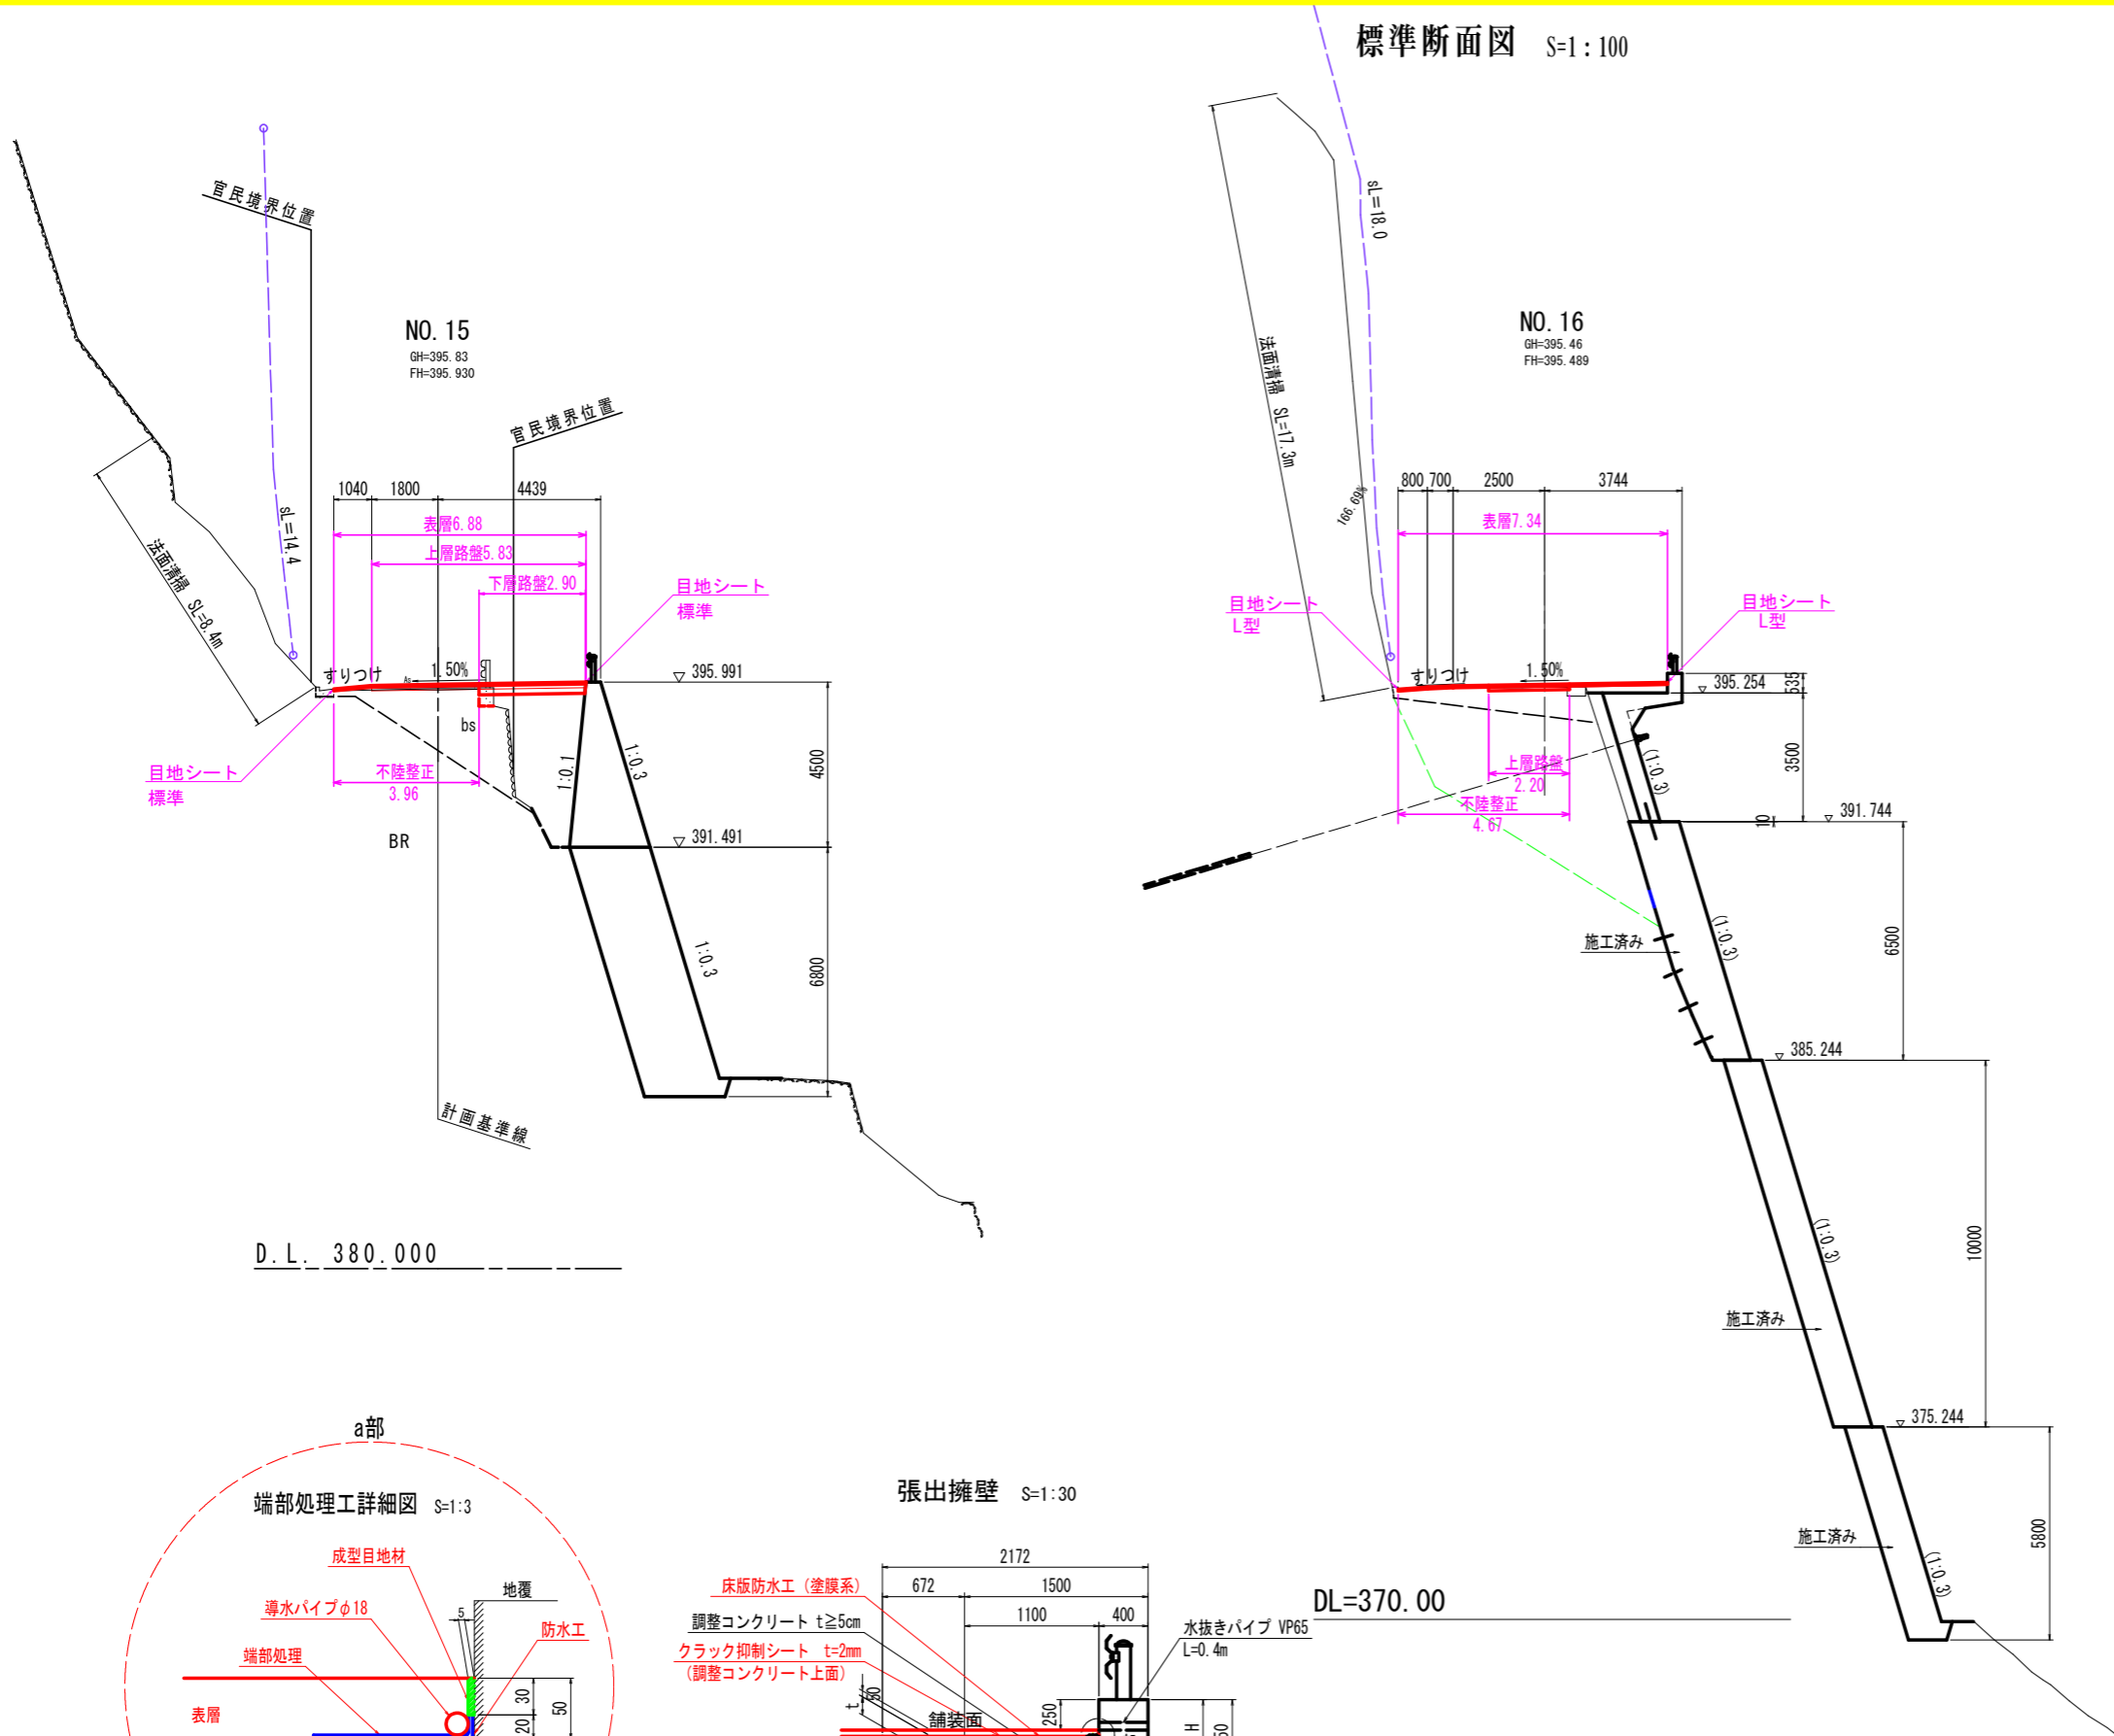 標準断面図 S=1:100
官民境界位置
sL=14.4
法面清掃 SL=8.4m
NO.15
GH=395.83
FH=395.930
官民境界位置
1040
1800
4439
表層6.88
上層路盤5.83
下層路盤2.90
目地シート
標準
すりつけ
As
1.50%
395.991
bs
目地シート
標準
不陸整正
3.96
BR
1:0.1
1:0.3
4500
391.491
1:0.3
6800
計画基準線
D.L. 380.000
sL=18.0
法面清掃 SL=17.3m
166.69%
NO.16
GH=395.46
FH=395.489
800
700
2500
3744
表層7.34
目地シート
L型
目地シート
L型
すりつけ
1.50%
395.254
535
上層路盤
2.20
不陸整正
4.67
(1:0.3)
3500
10
391.744
施工済み
(1:0.3)
6500
385.244
(1:0.3)
10000
施工済み
375.244
施工済み
(1:0.3)
5800
DL=370.00
a部
端部処理工詳細図 S=1:3
成型目地材
地覆
導水パイプφ18
5
防水工
端部処理
表層
30
20
50
張出擁壁 S=1:30
2172
672
1500
1100
400
床版防水工(塗膜系)
調整コンクリート t≧5cm
クラック抑制シート t=2mm
(調整コンクリート上面)
水抜きパイプ VP65
L=0.4m
t
50
舗装面
250
H